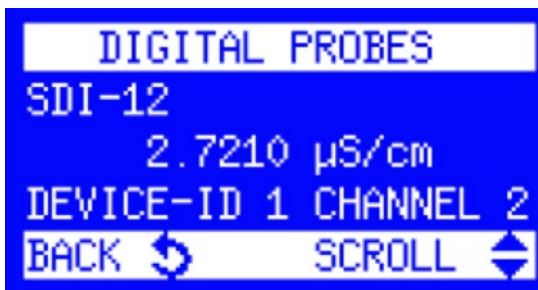 DIGITAL PROBES
SDI-12
2.7210 µS/cm
DEVICE-ID 1 CHANNEL 2
BACK SCROLL